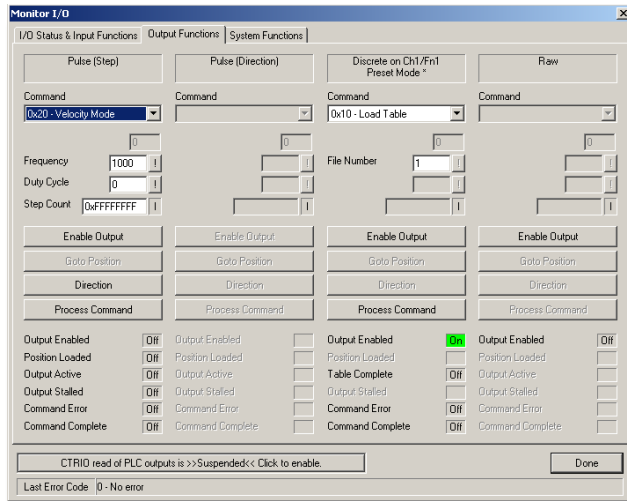 Monitor I/O
I/O Status & Input Functions Output Functions System Functions
Pulse (Step) Pulse (Direction) Discrete on Ch1/Fn1 Raw
Preset Mode *
Command Command Command Command
0x20 - Velocity Mode 0x10 - Load Table
0 0 0 0
Frequency 1000 ! ! File Number 1 ! !
Duty Cycle 0 ! ! ! !
Step Count 0xFFFFFFFF I I I I
Enable Output Enable Output Enable Output Enable Output
Goto Position Goto Position Goto Position Goto Position
Direction Direction Direction Direction
Process Command Process Command Process Command Process Command
Output Enabled Off Output Enabled Output Enabled On Output Enabled Off
Position Loaded Off Position Loaded Position Loaded Position Loaded
Output Active Off Output Active Table Complete Off Output Active
Output Stalled Off Output Stalled Output Stalled Output Stalled
Command Error Off Command Error Command Error Off Command Error
Command Complete Off Command Complete Command Complete Off Command Complete
CTRIO read of PLC outputs is >>Suspended<< Click to enable. Done
Last Error Code 0 - No error